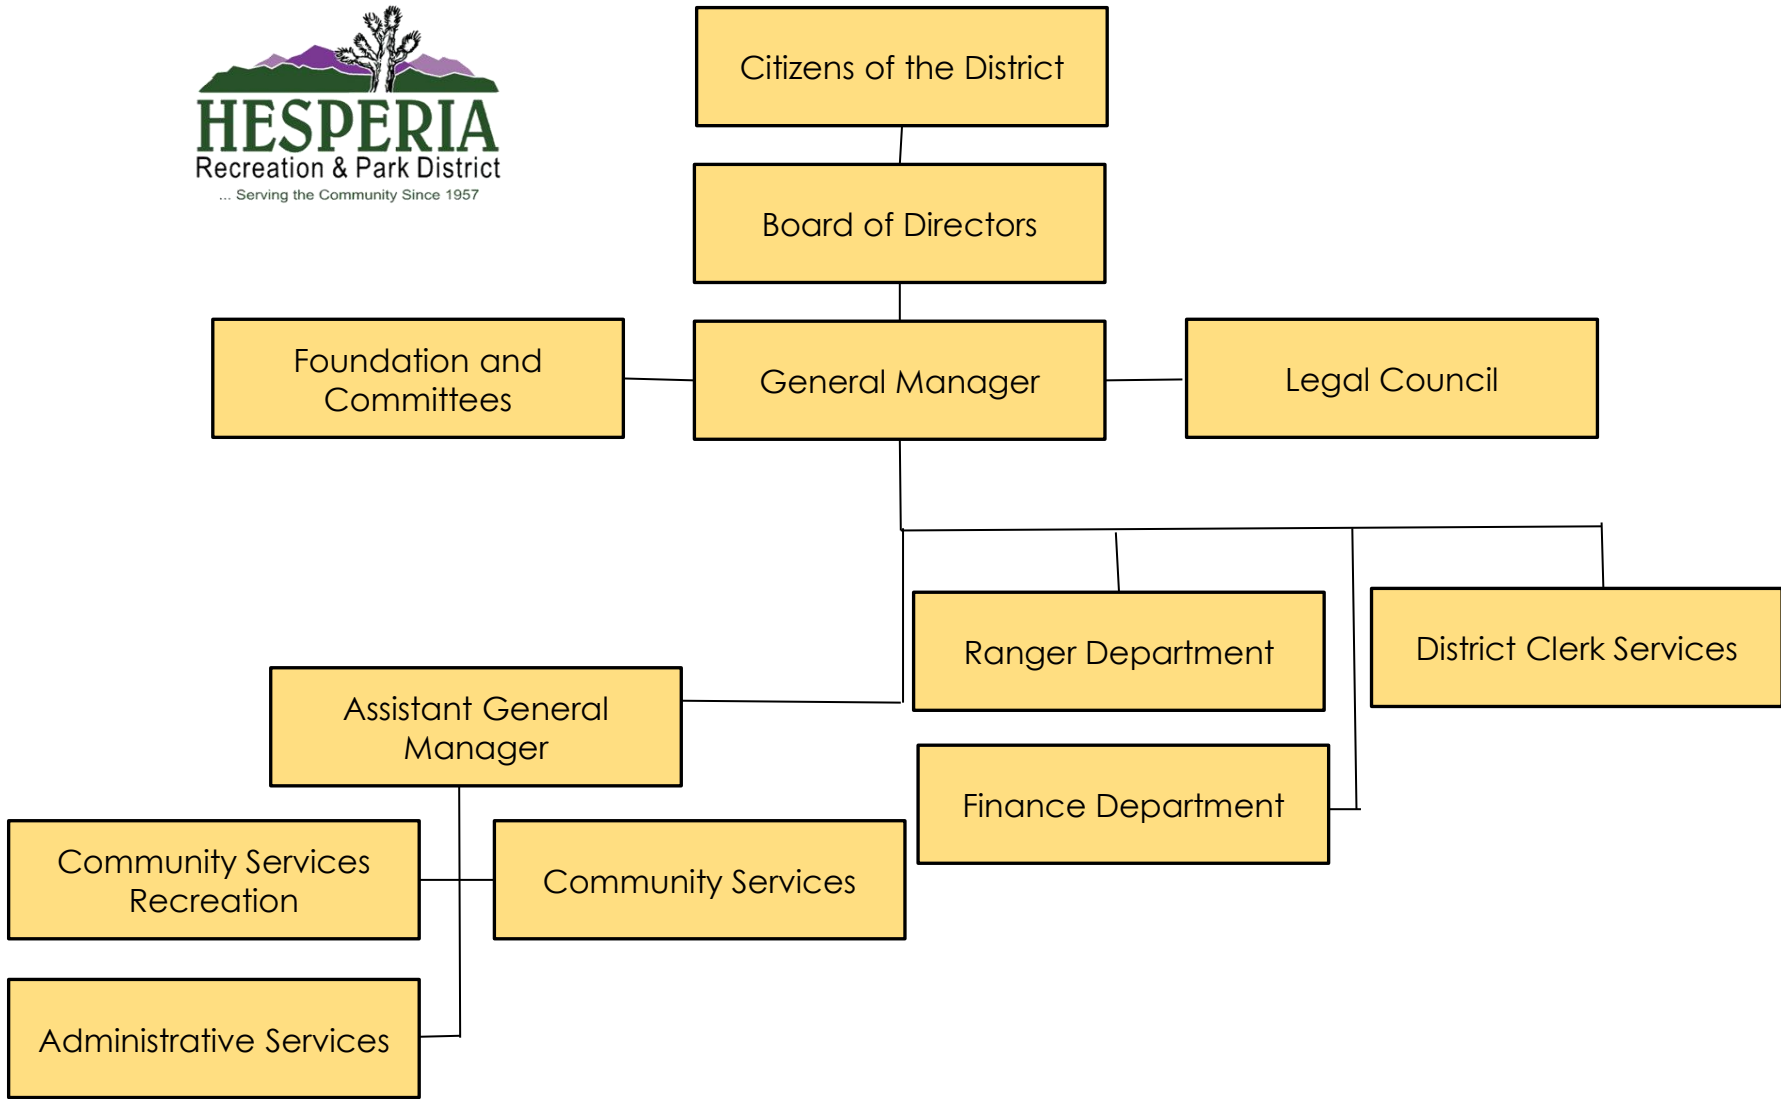 HESPERIA
Recreation & Park District
... Serving the Community Since 1957
Citizens of the District
Board of Directors
Foundation and
Committees
General Manager
Legal Council
Ranger Department
District Clerk Services
Assistant General
Manager
Finance Department
Community Services
Recreation
Community Services
Administrative Services